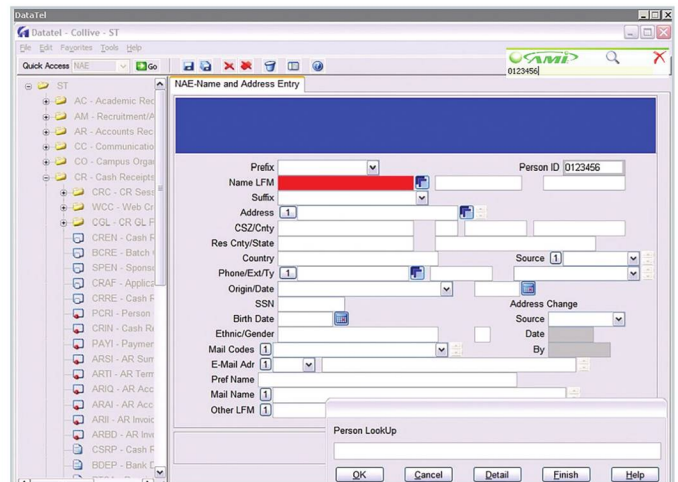 DataTel
Datatel - Collive - ST
File Edit Favorites Tools Help
Quick Access NAE Go
AMI
0123456
ST
AC - Academic Rec
AM - Recruitment/A
AR - Accounts Rec
CC - Communicatio
CO - Campus Orga
CR - Cash Receipts
CRC - CR Sess
WCC - Web Cr
CGL - CR GL F
CREN - Cash R
BCRE - Batch
SPEN - Sponso
CRAF - Applica
CRRE - Cash R
PCRI - Person
CRIN - Cash Re
PAYI - Paymen
ARSI - AR Sum
ARTI - AR Term
ARIQ - AR Acc
ARAI - AR Acc
ARII - AR Invoic
ARBD - AR Inv
CSRP - Cash F
BDEP - Bank D
NAE-Name and Address Entry
Prefix Person ID 0123456
Name LFM
Suffix
Address 1
CSZ/Cnty
Res Cnty/State
Country Source 1
Phone/Ext/Ty 1
Origin/Date
SSN Address Change
Birth Date Source
Ethnic/Gender Date
Mail Codes 1 By
E-Mail Adr 1
Pref Name
Mail Name 1
Other LFM 1
Person LookUp
OK Cancel Detail Finish Help